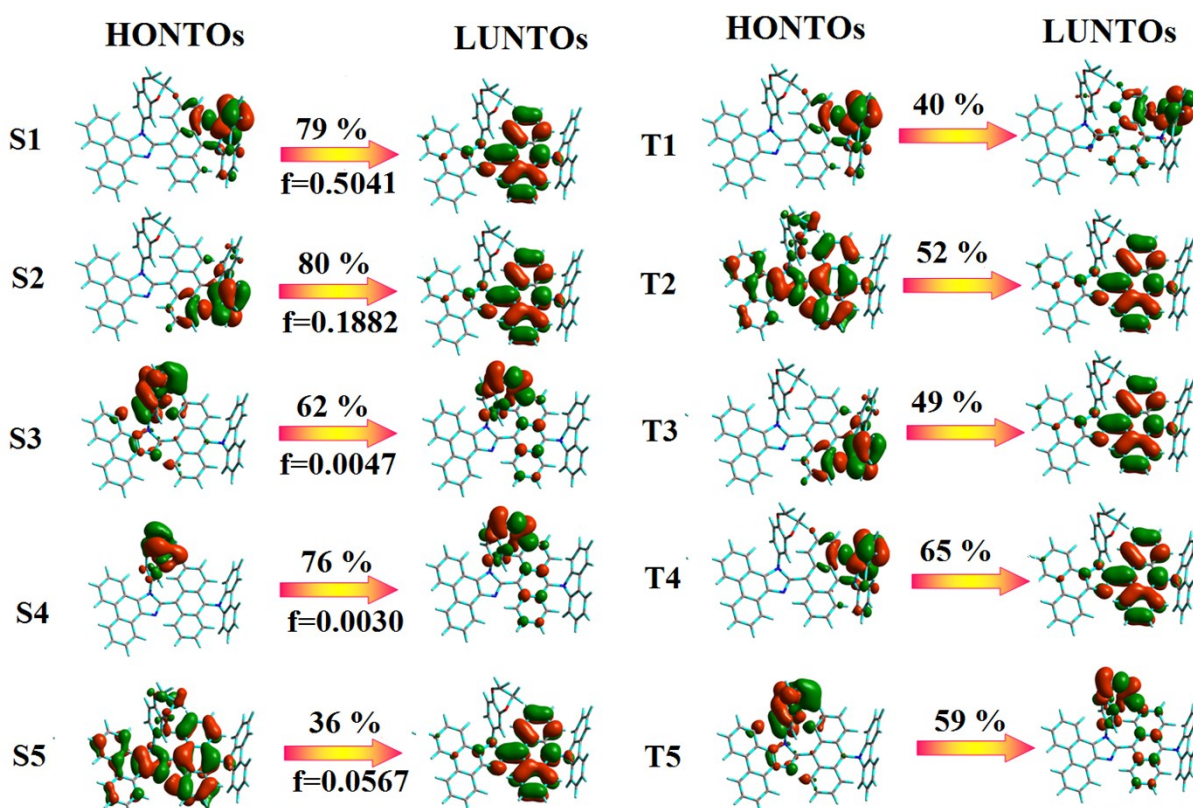 HONTOs
LUNTOs
S1
79 %
f=0.5041
S2
80 %
f=0.1882
S3
62 %
f=0.0047
S4
76 %
f=0.0030
S5
36 %
f=0.0567
HONTOs
LUNTOs
T1
40 %
T2
52 %
T3
49 %
T4
65 %
T5
59 %